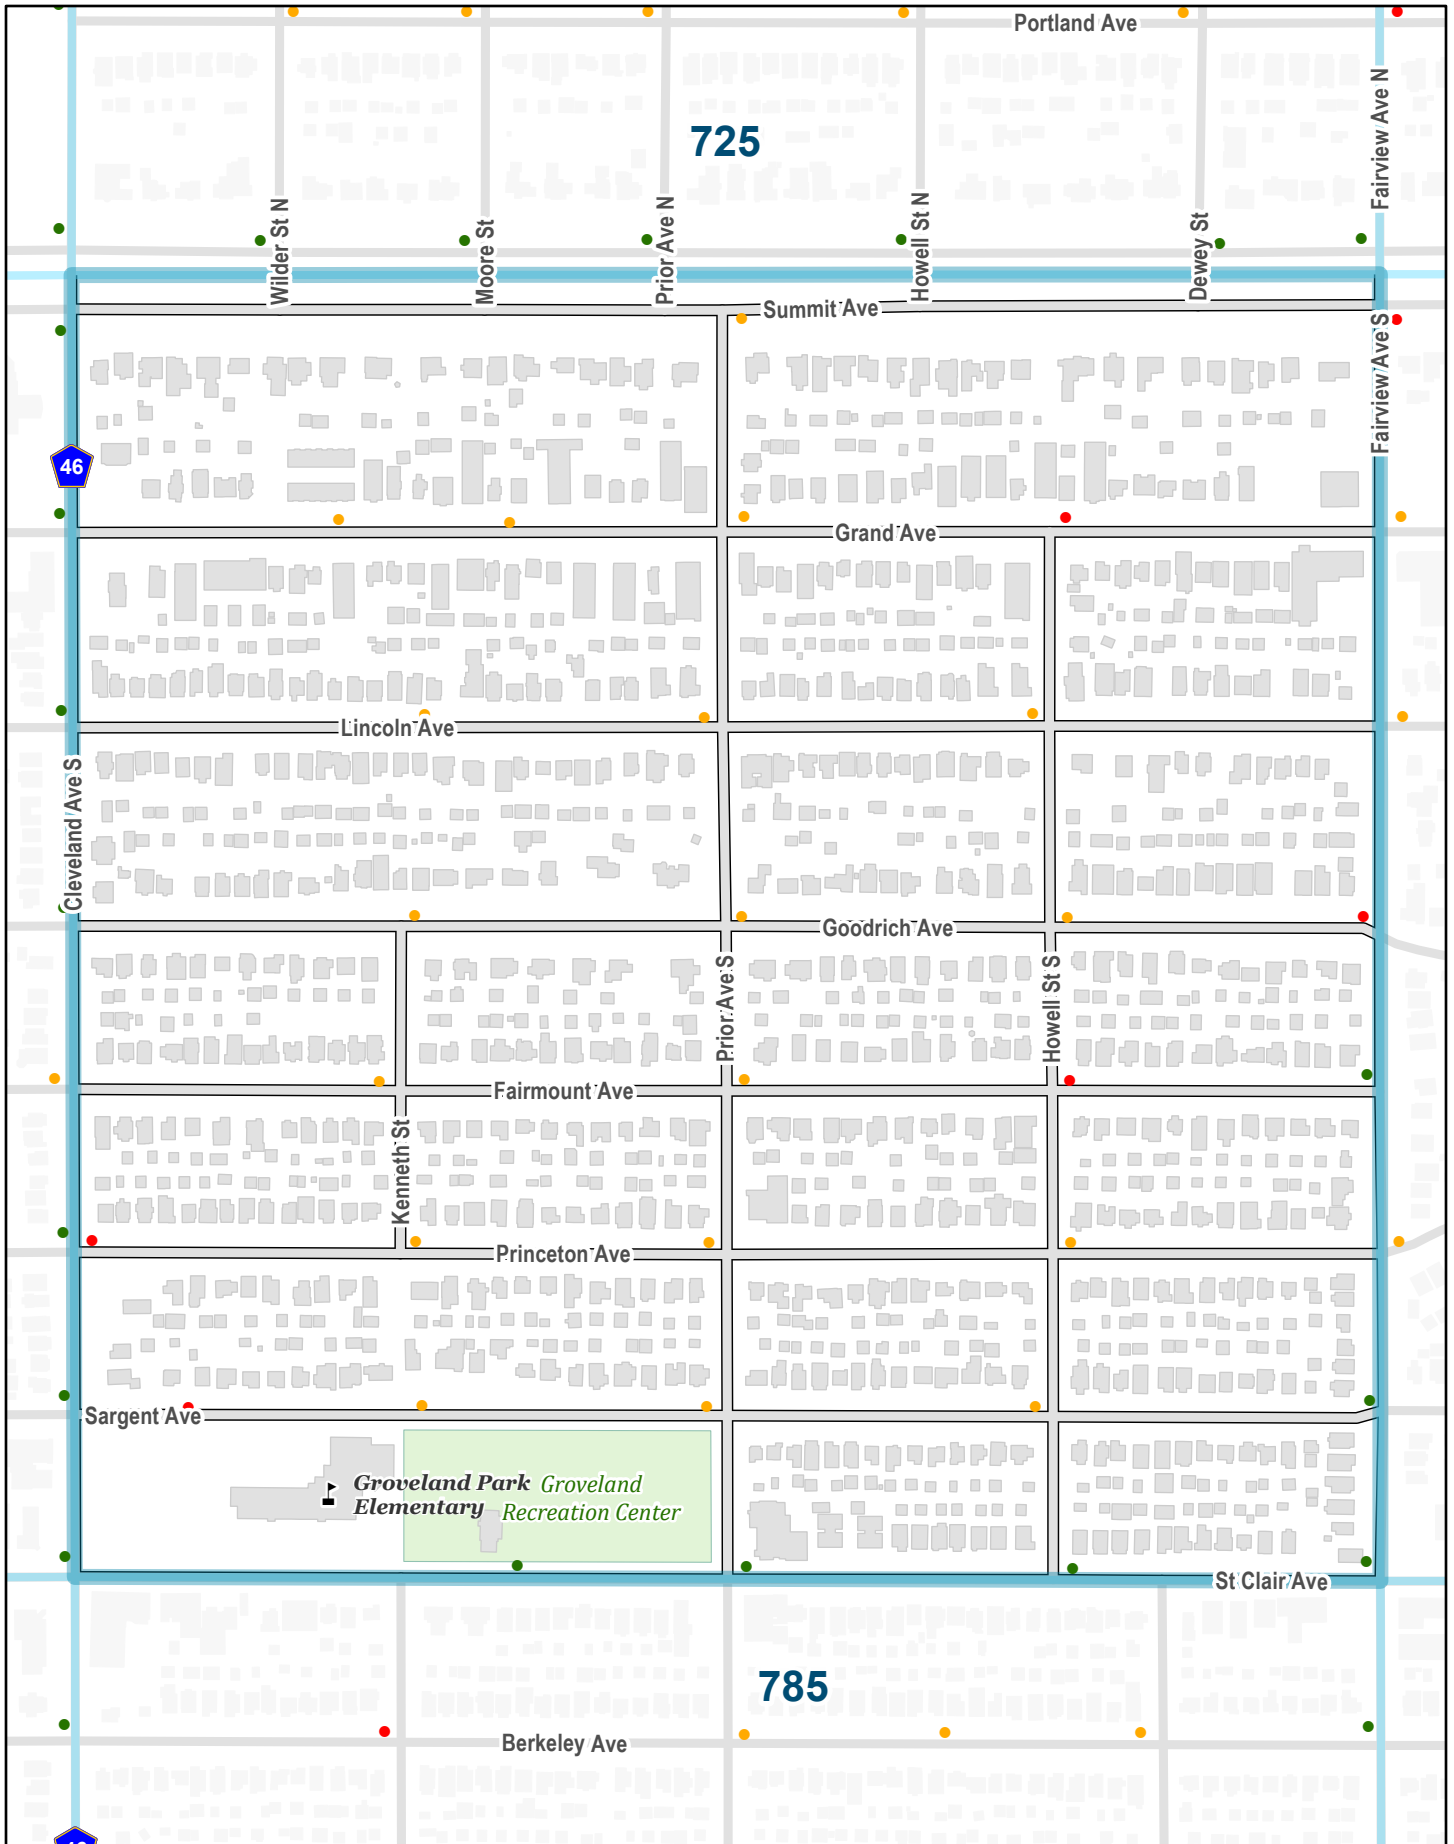 Portland Ave
Fairview Ave N
725
Wilder St N
Moore St
Prior Ave N
Howell St N
Dewey St
Summit Ave
Fairview Ave S
46
Grand Ave
Lincoln Ave
Cleveland Ave S
Goodrich Ave
Prior Ave S
Howell St S
Fairmount Ave
Kenneth St
Princeton Ave
Sargent Ave
Groveland Park
Elementary
Groveland
Recreation Center
St Clair Ave
785
Berkeley Ave